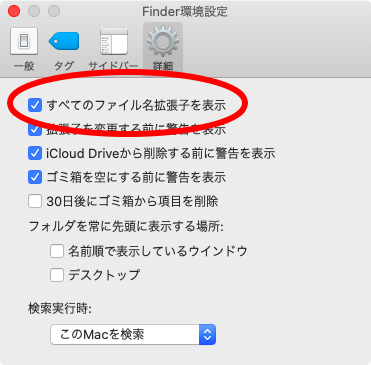 Finder環境設定
一般 タグ サイドバー 詳細
すべてのファイル名拡張子を表示
拡張子を変更する前に警告を表示
iCloud Driveから削除する前に警告を表示
ゴミ箱を空にする前に警告を表示
30日後にゴミ箱から項目を削除
フォルダを常に先頭に表示する場所:
名前順で表示しているウインドウ
デスクトップ
検索実行時:
このMacを検索